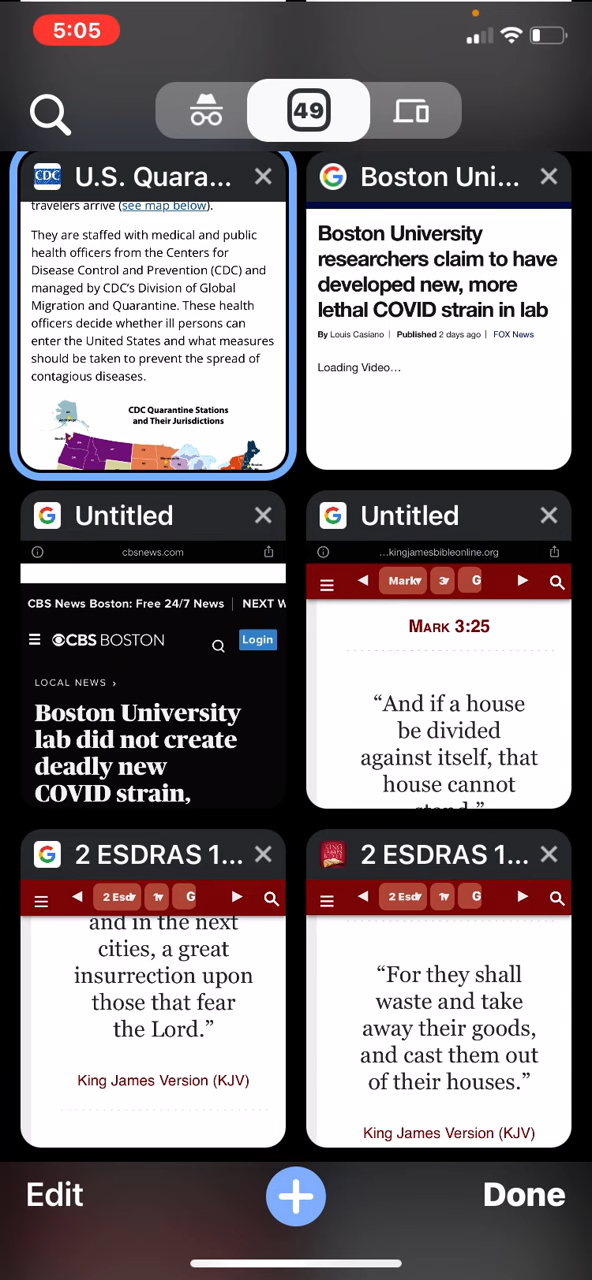 5:05
49
CDC U.S. Quara...
travelers arrive (see map below).
They are staffed with medical and public
health officers from the Centers for
Disease Control and Prevention (CDC) and
managed by CDC's Division of Global
Migration and Quarantine. These health
officers decide whether ill persons can
enter the United States and what measures
should be taken to prevent the spread of
contagious diseases.
CDC Quarantine Stations
and Their Jurisdictions
Boston Uni...
Boston University
researchers claim to have
developed new, more
lethal COVID strain in lab
By Louis Casiano | Published 2 days ago | FOX News
Loading Video...
Untitled
cbsnews.com
CBS News Boston: Free 24/7 News | NEXT W
CBS BOSTON
Login
LOCAL NEWS >
Boston University
lab did not create
deadly new
COVID strain,
Untitled
...kingjamesbibleonline.org
Mark 3 G
MARK 3:25
“And if a house
be divided
against itself, that
house cannot
stand.”
2 ESDRAS 1...
2 Esd 1 G
and in the next
cities, a great
insurrection upon
those that fear
the Lord.”
King James Version (KJV)
2 ESDRAS 1...
2 Esd 1 G
“For they shall
waste and take
away their goods,
and cast them out
of their houses.”
King James Version (KJV)
Edit
Done